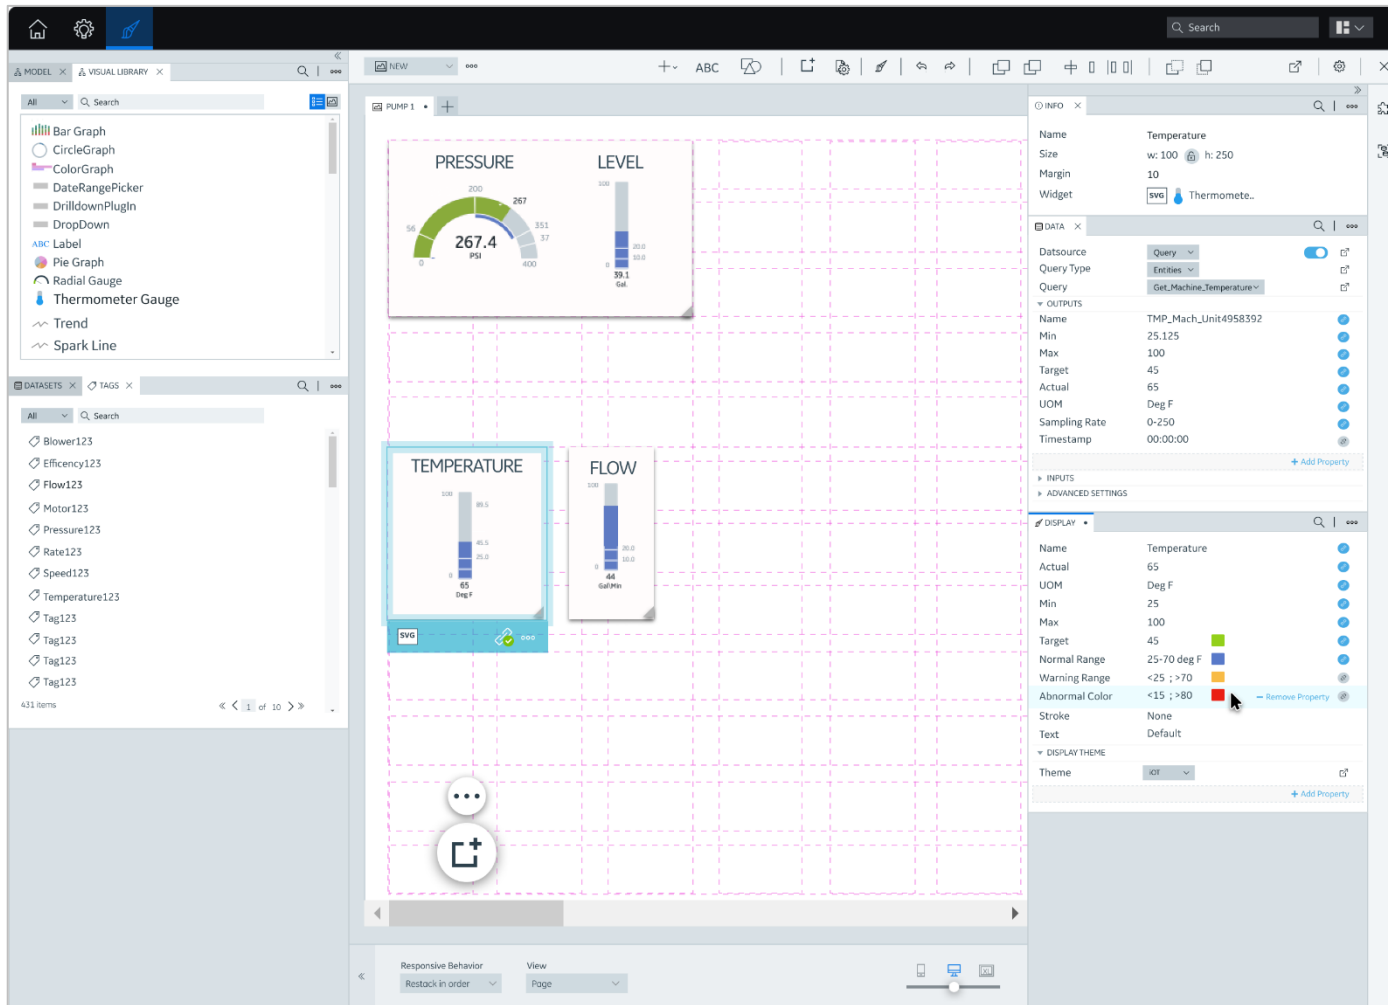 Search
MODEL
VISUAL LIBRARY
All
Search
Bar Graph
CircleGraph
ColorGraph
DateRangePicker
DrilldownPlugIn
DropDown
ABC Label
Pie Graph
Radial Gauge
Thermometer Gauge
Trend
Spark Line
DATASETS
TAGS
All
Search
Blower123
Efficency123
Flow123
Motor123
Pressure123
Rate123
Speed123
Temperature123
Tag123
Tag123
Tag123
Tag123
431 items
1 of 10
NEW
ABC
PUMP 1
PRESSURE
200
267
56
351
37
267.4
PSI
0
400
LEVEL
100
20.0
10.0
0
39.1
Gal.
TEMPERATURE
100
89.5
45.5
25.0
0
65
Deg F
SVG
FLOW
100
20.0
10.0
0
44
Gal\Min
Responsive Behavior
Restack in order
View
Page
XL
INFO
Name Temperature
Size w: 100 h: 250
Margin 10
Widget SVG Thermomete..
DATA
Datsource Query
Query Type Entities
Query Get_Machine_Temperature
OUTPUTS
Name TMP_Mach_Unit4958392
Min 25.125
Max 100
Target 45
Actual 65
UOM Deg F
Sampling Rate 0-250
Timestamp 00:00:00
+ Add Property
INPUTS
ADVANCED SETTINGS
DISPLAY
Name Temperature
Actual 65
UOM Deg F
Min 25
Max 100
Target 45
Normal Range 25-70 deg F
Warning Range <25 ; >70
Abnormal Color <15 ; >80 — Remove Property
Stroke None
Text Default
DISPLAY THEME
Theme iOT
+ Add Property